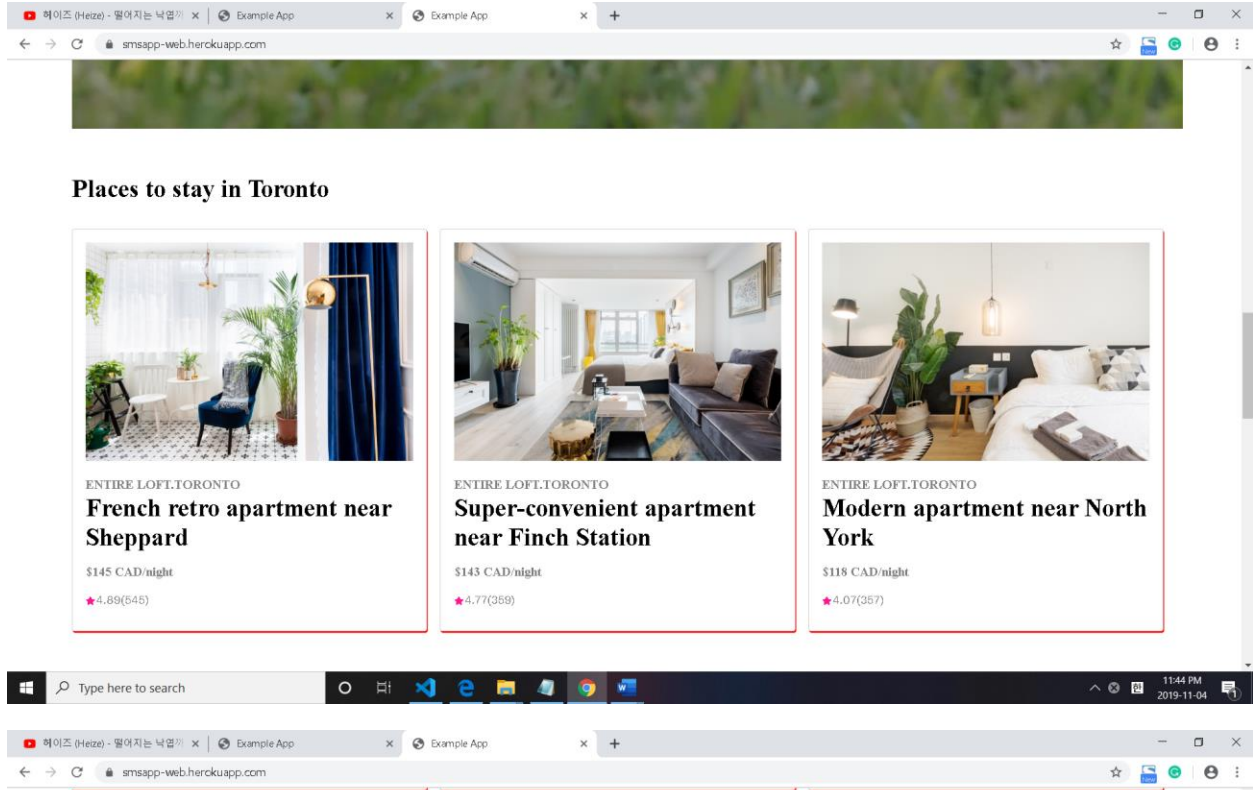 헤이즈 (Heize) - 떨어지는 낙엽까
Example App
Example App
smsapp-web.herokuapp.com
New
Places to stay in Toronto
ENTIRE LOFT.TORONTO
French retro apartment near
Sheppard
$145 CAD/night
4.89(545)
ENTIRE LOFT.TORONTO
Super-convenient apartment
near Finch Station
$143 CAD/night
4.77(359)
ENTIRE LOFT.TORONTO
Modern apartment near North
York
$118 CAD/night
4.07(357)
Type here to search
한
11:44 PM
2019-11-04
1
헤이즈 (Heize) - 떨어지는 낙엽까
Example App
Example App
smsapp-web.herokuapp.com
New